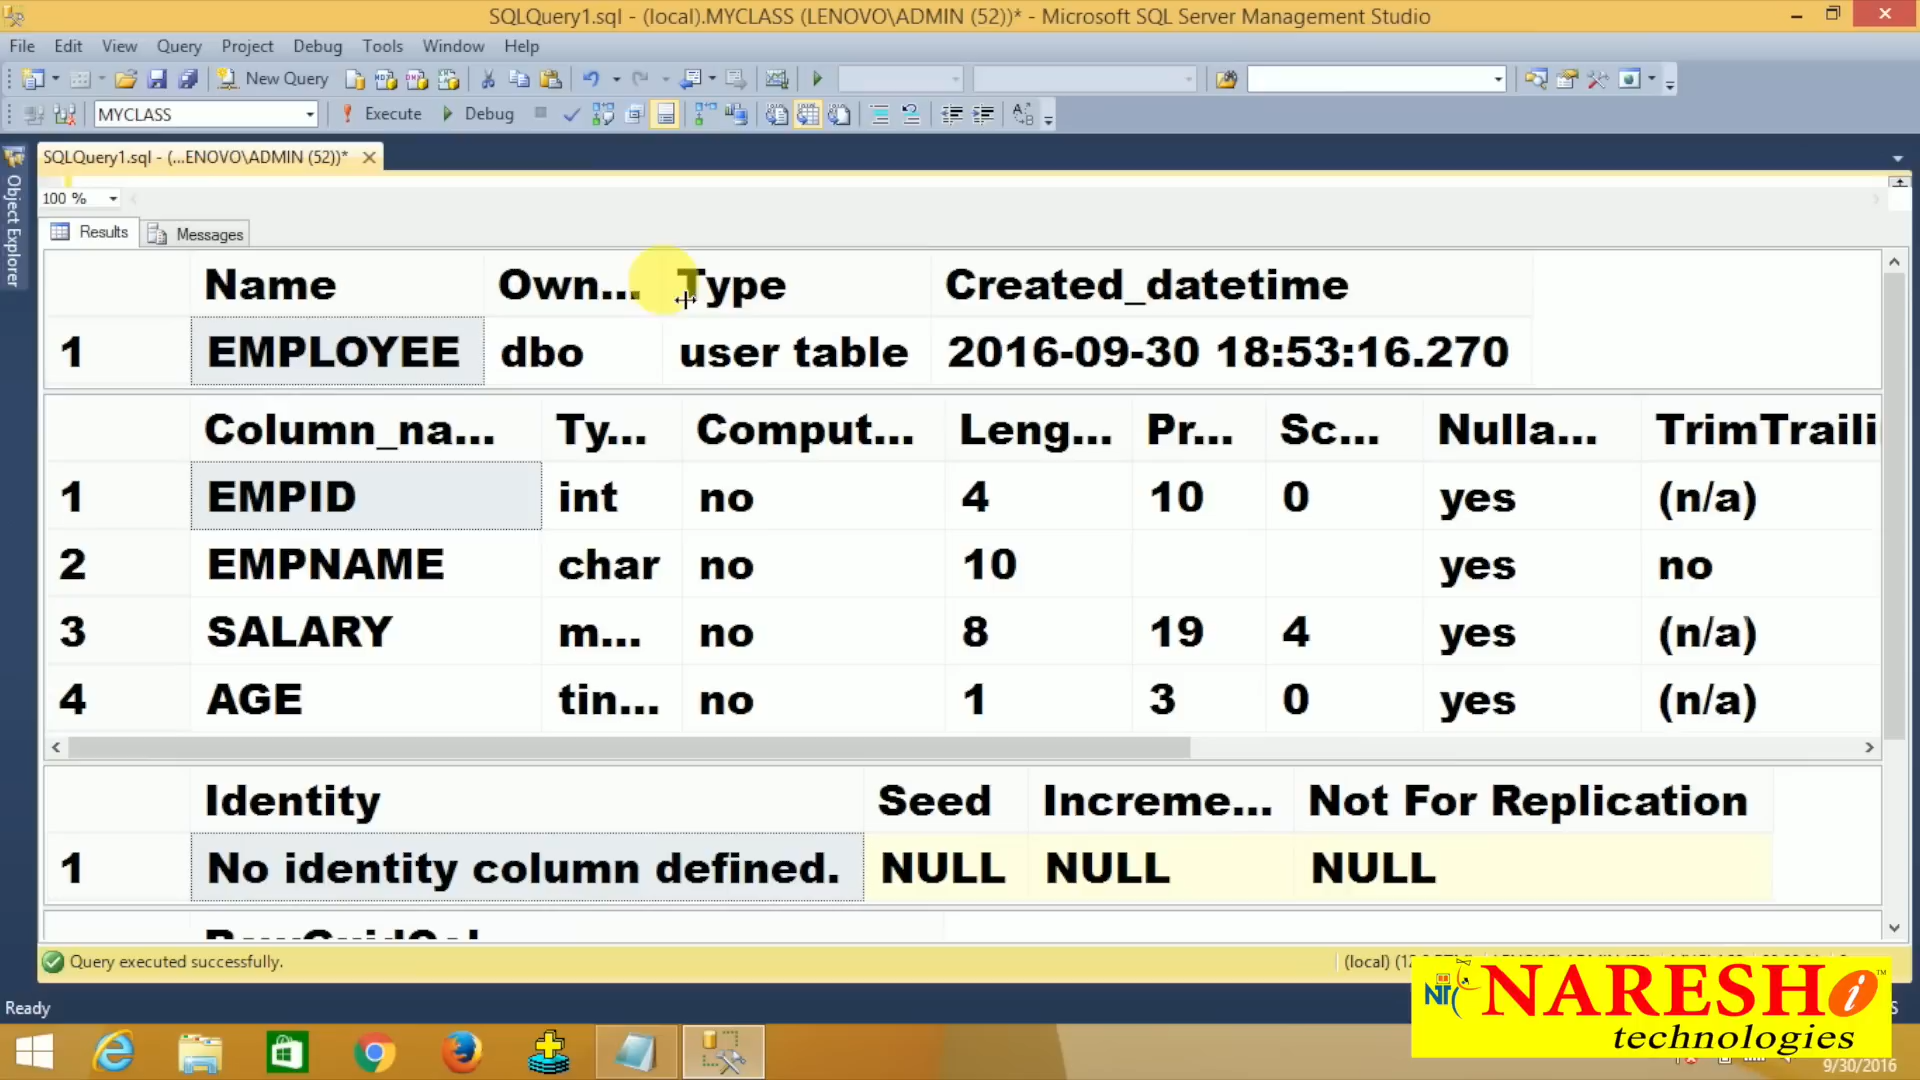 SQLQuery1.sql - (local).MYCLASS (LENOVO\ADMIN (52))* - Microsoft SQL Server Management Studio
File Edit View Query Project Debug Tools Window Help
New Query
MYCLASS Execute Debug
SQLQuery1.sql - (...ENOVO\ADMIN (52))*
Object Explorer
100 %
Results Messages
Name Own... Type Created_datetime
1 EMPLOYEE dbo user table 2016-09-30 18:53:16.270
Column_na... Ty... Comput... Leng... Pr... Sc... Nulla... TrimTraili
1 EMPID int no 4 10 0 yes (n/a)
2 EMPNAME char no 10 yes no
3 SALARY m... no 8 19 4 yes (n/a)
4 AGE tin... no 1 3 0 yes (n/a)
Identity Seed Increme... Not For Replication
1 No identity column defined. NULL NULL NULL
Query executed successfully. (local)
Ready
NARESH i
technologies
9/30/2016